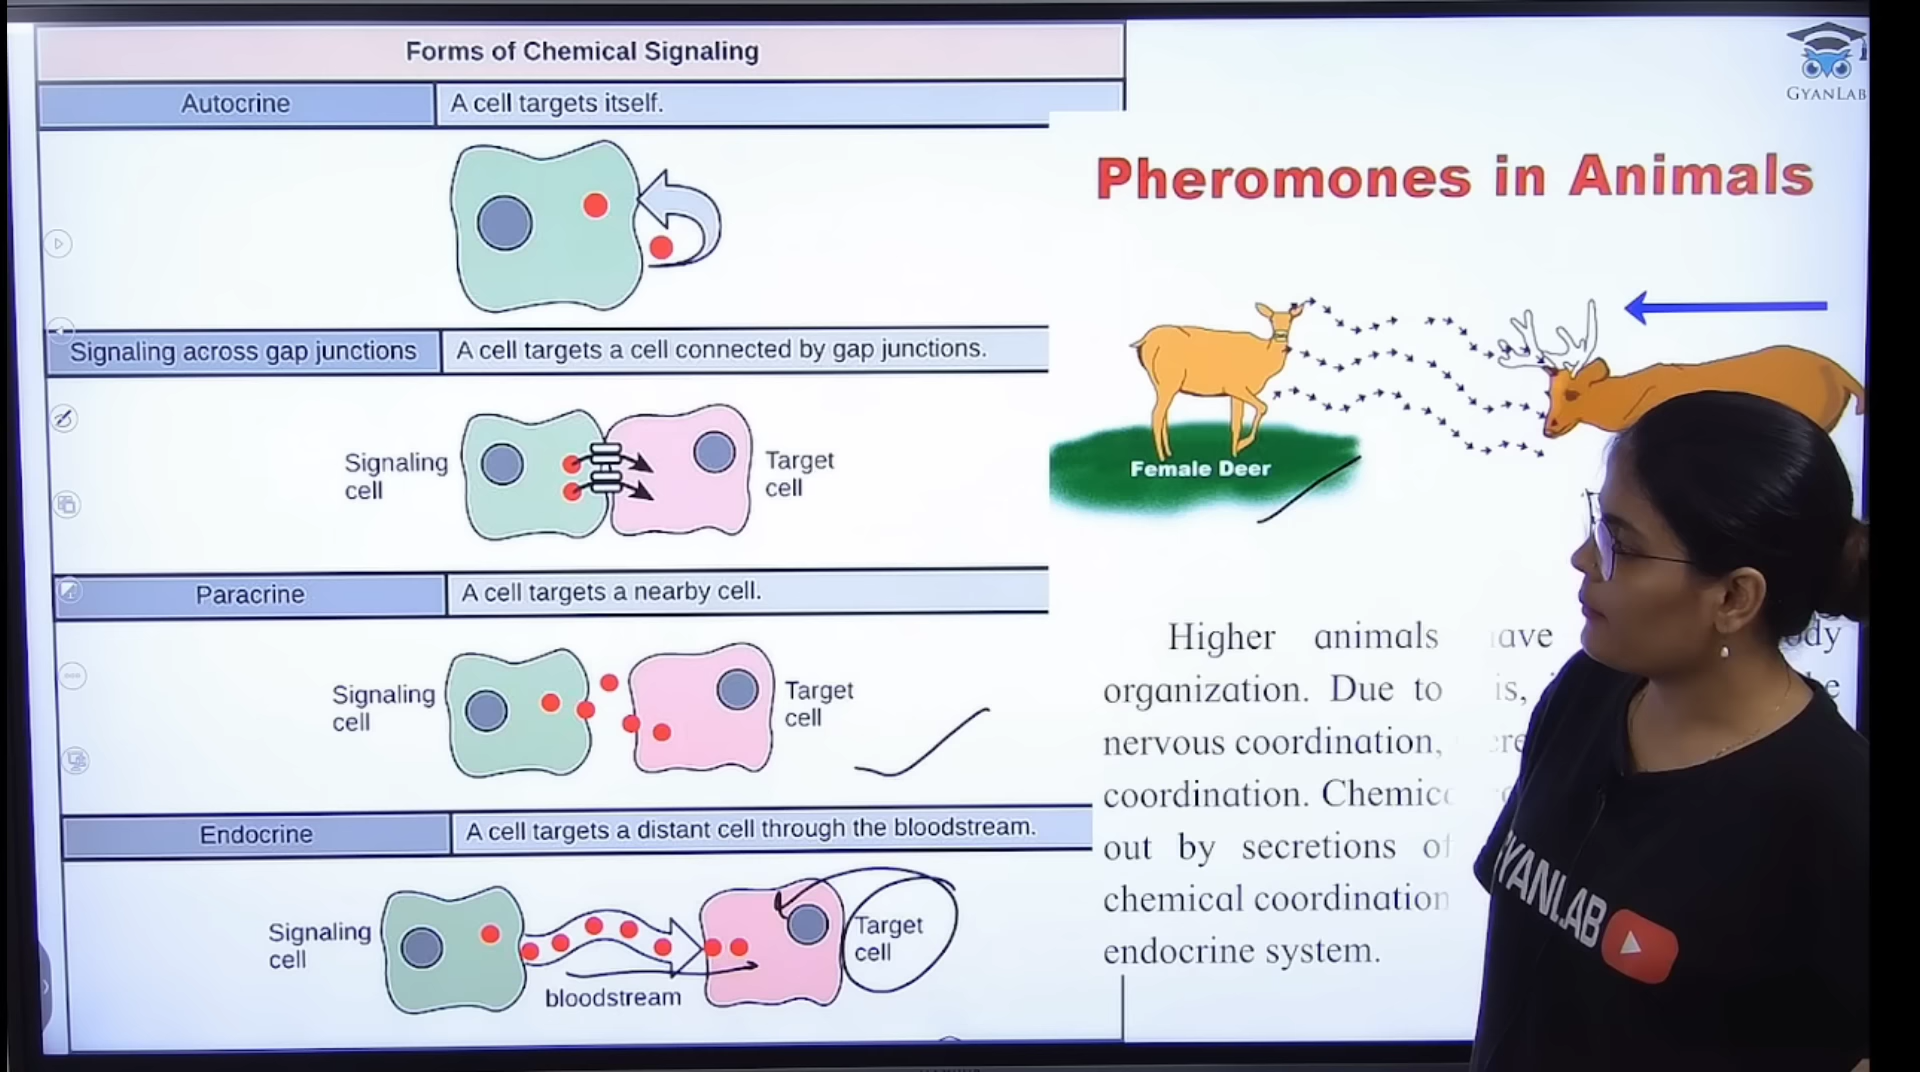 Forms of Chemical Signaling
Autocrine
A cell targets itself.
Signaling across gap junctions
A cell targets a cell connected by gap junctions.
Signaling
cell
Target
cell
Paracrine
A cell targets a nearby cell.
Signaling
cell
Target
cell
Endocrine
A cell targets a distant cell through the bloodstream.
Signaling
cell
bloodstream
Target
cell
GYANLAB
Pheromones in Animals
Female Deer
Higher animals
organization. Due to
nervous coordination,
coordination.
out by secretions
chemical coordination
endocrine system.
GYANLAB